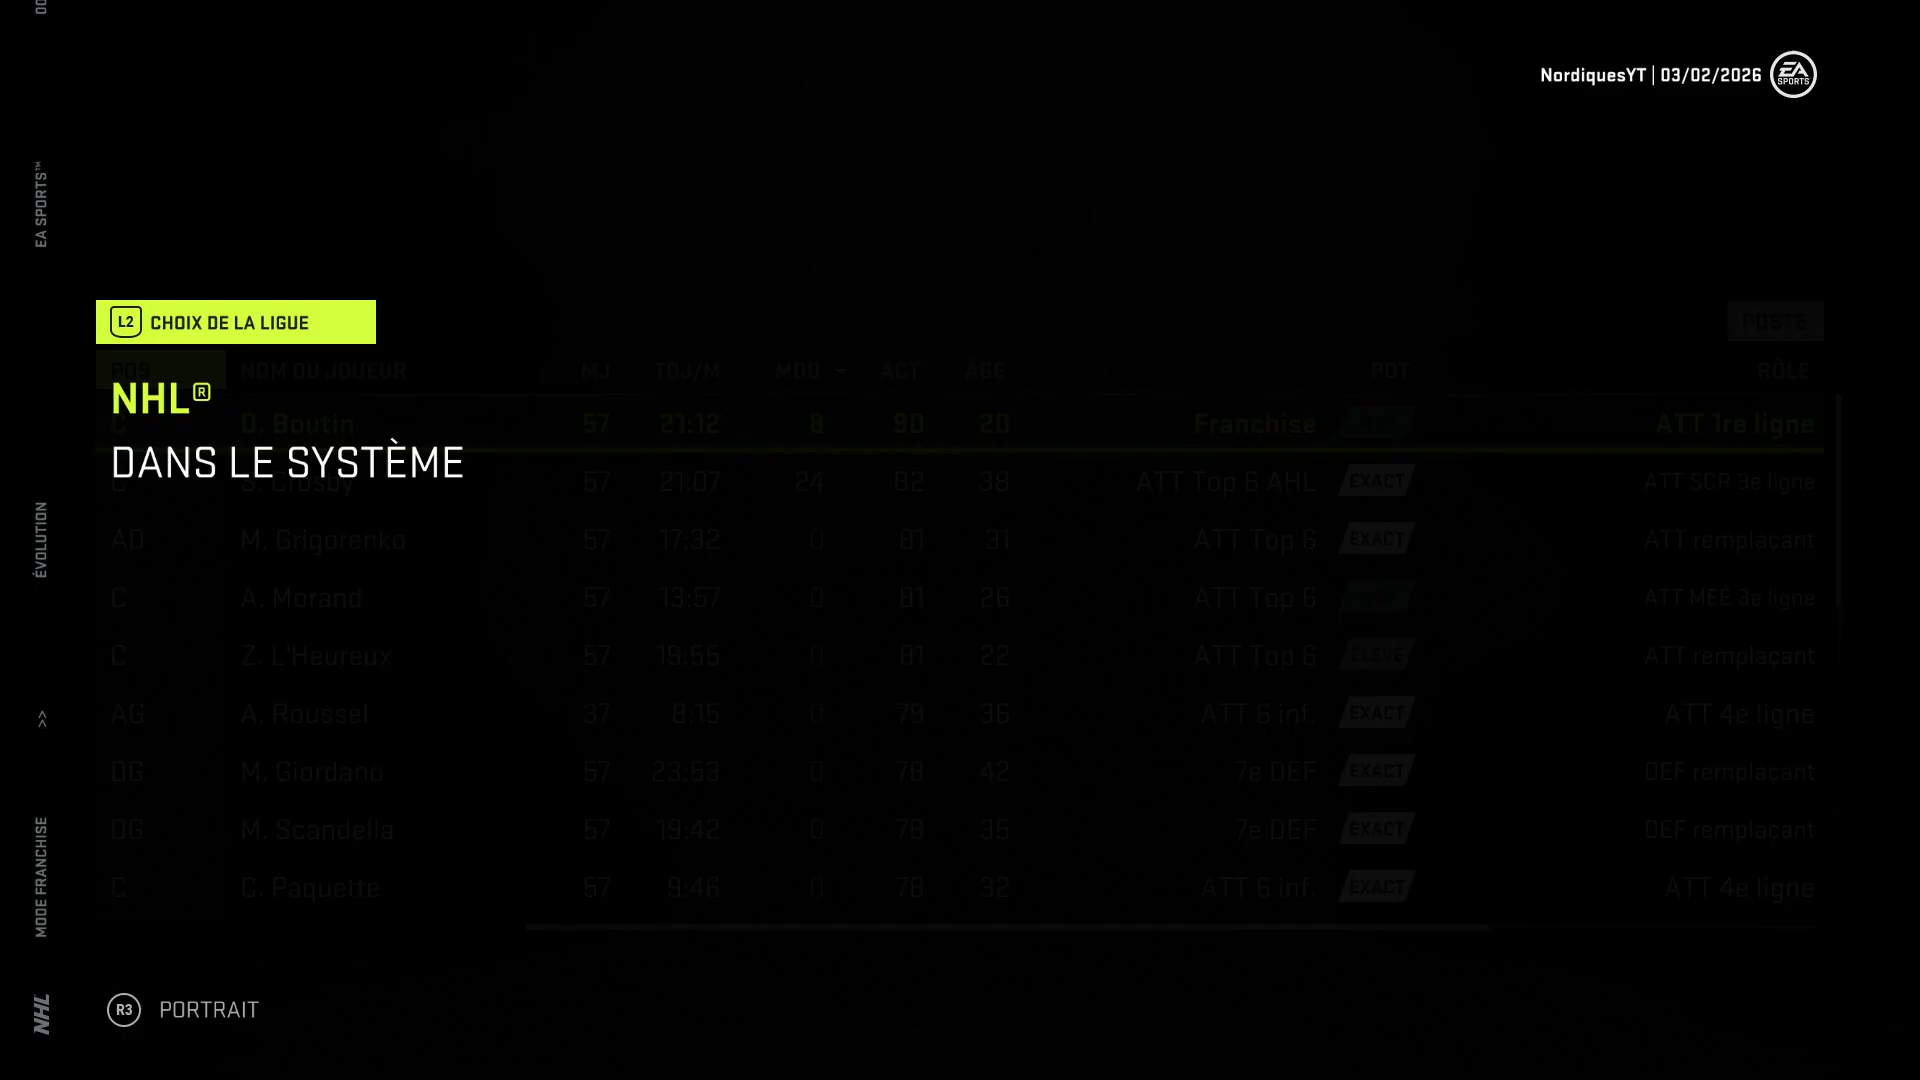 NordiquesYT | 03/02/2026
EA SPORTS
EA SPORTS™
ÉVOLUTION
>>
MODE FRANCHISE
NHL
L2 CHOIX DE LA LIGUE
POSTE
POS NOM DU JOUEUR MJ TDJ/M MOD ACT ÂGE POT RÔLE
NHL®
C D. Boutin 57 21:12 8 90 20 Franchise ATT 1re ligne
DANS LE SYSTÈME
C S. Crosby 57 21:07 24 82 38 ATT Top 6 AHL EXACT ATT SCR 3e ligne
AD M. Grigorenko 57 17:32 0 81 31 ATT Top 6 EXACT ATT remplaçant
C A. Morand 57 13:57 0 81 26 ATT Top 6 ATT MEÉ 3e ligne
C Z. L'Heureux 57 19:55 0 81 22 ATT Top 6 ÉLEVÉ ATT remplaçant
AG A. Roussel 37 8:15 0 79 36 ATT 6 inf. EXACT ATT 4e ligne
DG M. Giordano 57 23:53 0 78 42 7e DEF EXACT DEF remplaçant
DG M. Scandella 57 19:42 0 78 35 7e DEF EXACT DEF remplaçant
C C. Paquette 57 9:46 0 78 32 ATT 6 inf. EXACT ATT 4e ligne
R3 PORTRAIT